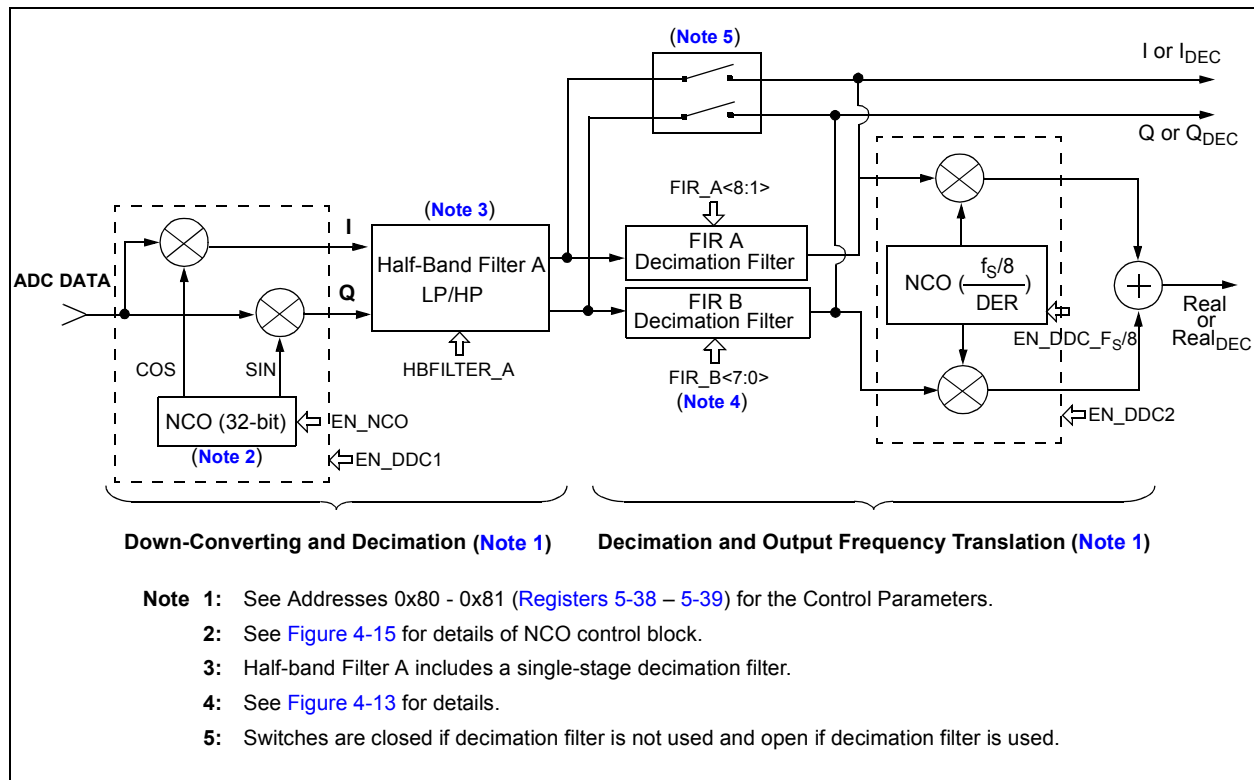 (Note 5)
I or I_DEC
Q or Q_DEC
FIR_A<8:1>
(Note 3)
I
FIR A
Decimation Filter
Half-Band Filter A
LP/HP
ADC DATA
Q
FIR B
Decimation Filter
NCO (f_S/8 / DER)
Real
or
Real_DEC
EN_DDC_F_S/8
COS
SIN
HBFILTER_A
FIR_B<7:0>
(Note 4)
NCO (32-bit)
EN_NCO
(Note 2)
EN_DDC1
EN_DDC2
Down-Converting and Decimation (Note 1)
Decimation and Output Frequency Translation (Note 1)
Note 1: See Addresses 0x80 - 0x81 (Registers 5-38 – 5-39) for the Control Parameters.
2: See Figure 4-15 for details of NCO control block.
3: Half-band Filter A includes a single-stage decimation filter.
4: See Figure 4-13 for details.
5: Switches are closed if decimation filter is not used and open if decimation filter is used.